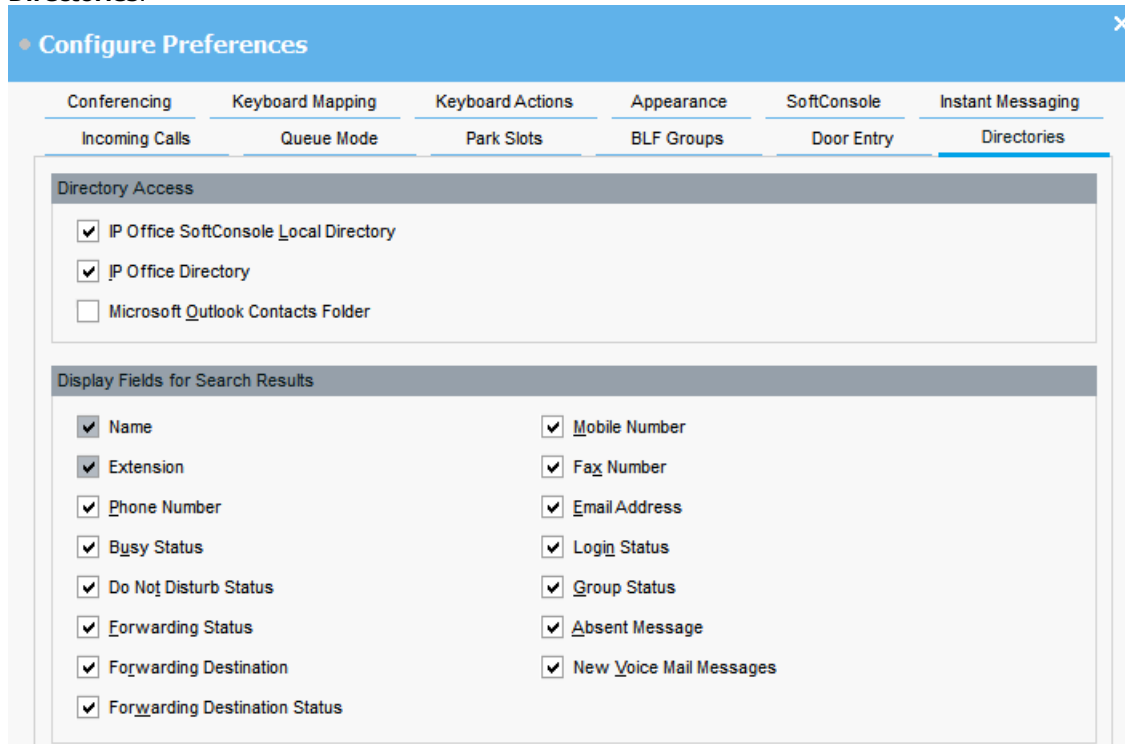 Directories.
Configure Preferences
Conferencing Keyboard Mapping Keyboard Actions Appearance SoftConsole Instant Messaging
Incoming Calls Queue Mode Park Slots BLF Groups Door Entry Directories
Directory Access
IP Office SoftConsole Local Directory
IP Office Directory
Microsoft Outlook Contacts Folder
Display Fields for Search Results
Name Mobile Number
Extension Fax Number
Phone Number Email Address
Busy Status Login Status
Do Not Disturb Status Group Status
Forwarding Status Absent Message
Forwarding Destination New Voice Mail Messages
Forwarding Destination Status